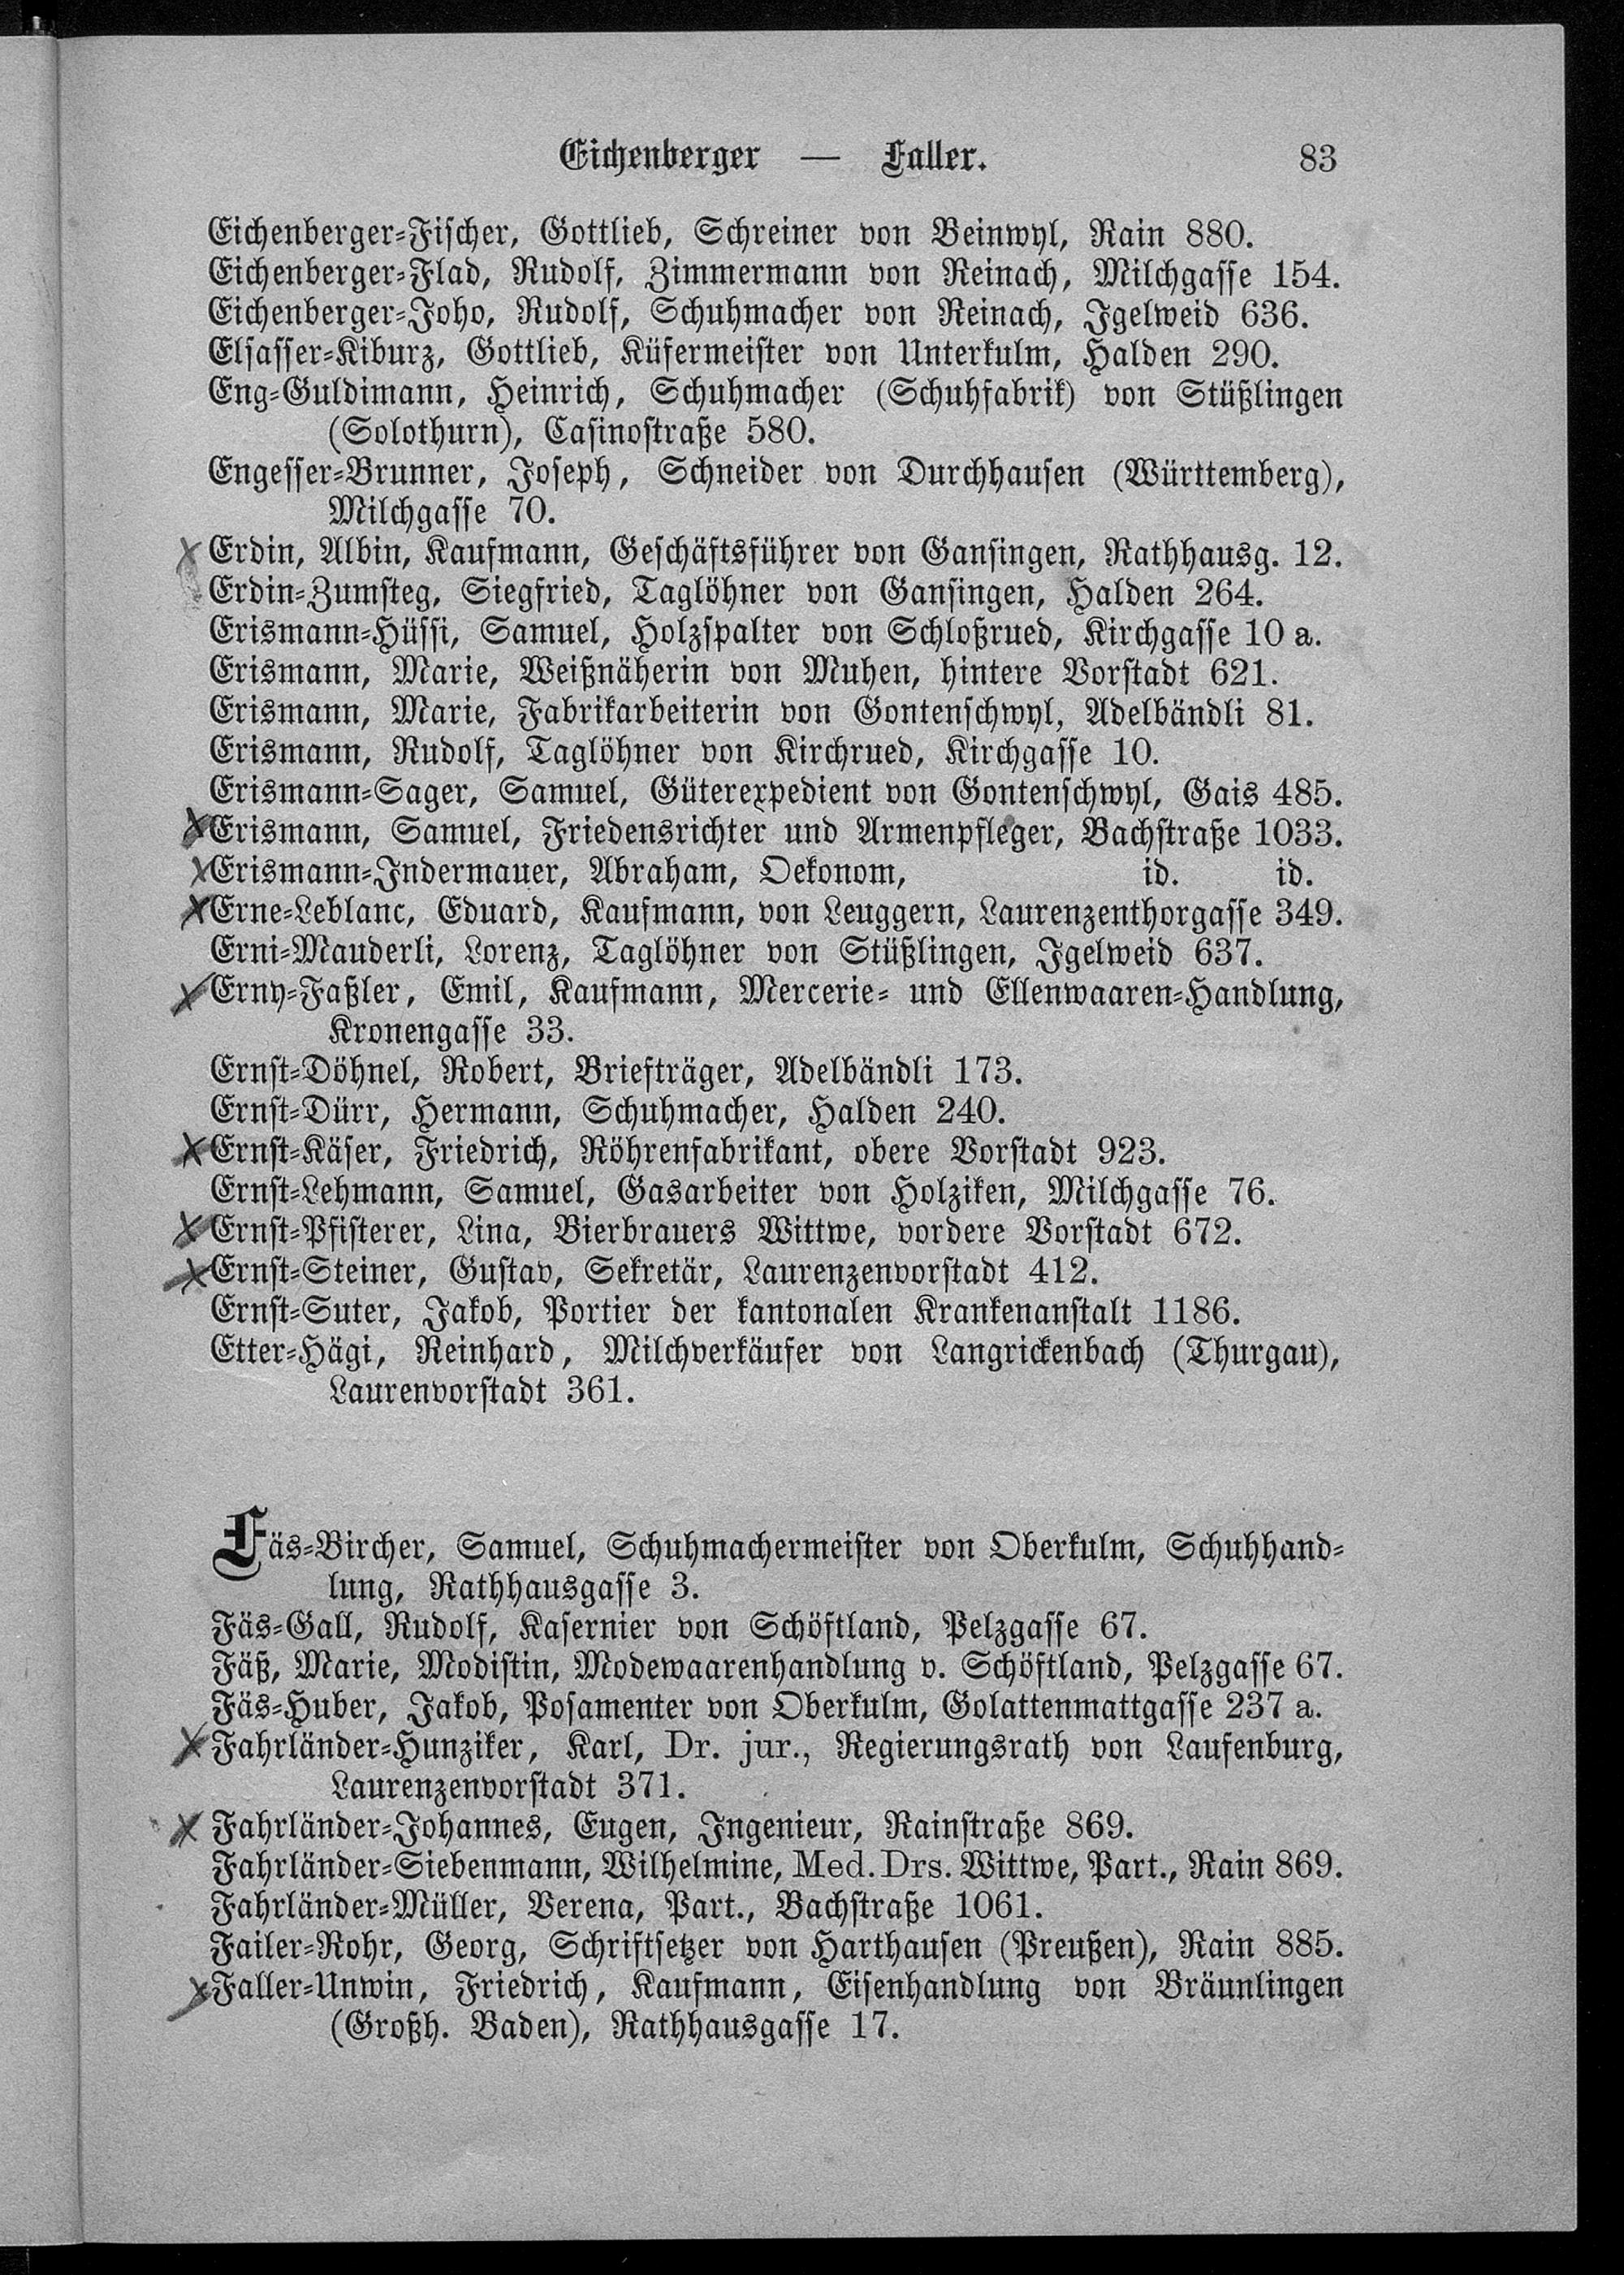 Eichenberger — Faller. 83
Eichenberger-Fischer, Gottlieb, Schreiner von Beinwyl, Rain 880.
Eichenberger-Flad, Rudolf, Zimmermann von Reinach, Milchgasse 154.
Eichenberger-Joho, Rudolf, Schuhmacher von Reinach, Igelweid 636.
Elsasser-Kiburz, Gottlieb, Küfermeister von Unterkulm, Halden 290.
Eng-Guldimann, Heinrich, Schuhmacher (Schuhfabrik) von Stüßlingen
(Solothurn), Casinostraße 580.
Engesser-Brunner, Joseph, Schneider von Durchhausen (Württemberg),
Milchgasse 70.
Erdin, Albin, Kaufmann, Geschäftsführer von Gansingen, Rathhausg. 12.
Erdin-Zumsteg, Siegfried, Taglöhner von Gansingen, Halden 264.
Erismann-Hüssi, Samuel, Holzspalter von Schloßrued, Kirchgasse 10 a.
Erismann, Marie, Weißnäherin von Muhen, hintere Vorstadt 621.
Erismann, Marie, Fabrikarbeiterin von Gontenschwyl, Adelbändli 81.
Erismann, Rudolf, Taglöhner von Kirchrued, Kirchgasse 10.
Erismann-Sager, Samuel, Güterexpedient von Gontenschwyl, Gais 485.
Erismann, Samuel, Friedensrichter und Armenpfleger, Bachstraße 1033.
Erismann-Indermauer, Abraham, Oekonom, id. id.
Erne-Leblanc, Eduard, Kaufmann, von Leuggern, Laurenzenthorgasse 349.
Erni-Mauderli, Lorenz, Taglöhner von Stüßlingen, Igelweid 637.
Erny-Faßler, Emil, Kaufmann, Mercerie- und Ellenwaaren-Handlung,
Kronengasse 33.
Ernst-Döhnel, Robert, Briefträger, Adelbändli 173.
Ernst-Dürr, Hermann, Schuhmacher, Halden 240.
Ernst-Käser, Friedrich, Röhrenfabrikant, obere Vorstadt 923.
Ernst-Lehmann, Samuel, Gasarbeiter von Holziken, Milchgasse 76.
Ernst-Pfisterer, Lina, Bierbrauers Wittwe, vordere Vorstadt 672.
Ernst-Steiner, Gustav, Sekretär, Laurenzenvorstadt 412.
Ernst-Suter, Jakob, Portier der kantonalen Krankenanstalt 1186.
Etter-Hägi, Reinhard, Milchverkäufer von Langrickenbach (Thurgau),
Laurenvorstadt 361.
Fäs-Bircher, Samuel, Schuhmachermeister von Oberkulm, Schuhhand-
lung, Rathhausgasse 3.
Fäs-Gall, Rudolf, Kasernier von Schöftland, Pelzgasse 67.
Fäß, Marie, Modistin, Modewaarenhandlung v. Schöftland, Pelzgasse 67.
Fäs-Huber, Jakob, Posamenter von Oberkulm, Golattenmattgasse 237 a.
Fahrländer-Hunziker, Karl, Dr. jur., Regierungsrath von Laufenburg,
Laurenzenvorstadt 371.
Fahrländer-Johannes, Eugen, Ingenieur, Rainstraße 869.
Fahrländer-Siebenmann, Wilhelmine, Med. Drs. Wittwe, Part., Rain 869.
Fahrländer-Müller, Verena, Part., Bachstraße 1061.
Failer-Rohr, Georg, Schriftsetzer von Harthausen (Preußen), Rain 885.
Faller-Unwin, Friedrich, Kaufmann, Eisenhandlung von Bräunlingen
(Großh. Baden), Rathhausgasse 17.